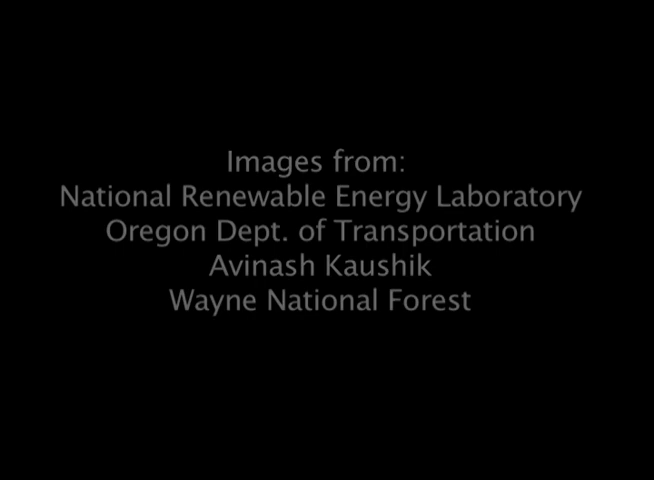 Images from:
National Renewable Energy Laboratory
Oregon Dept. of Transportation
Avinash Kaushik
Wayne National Forest